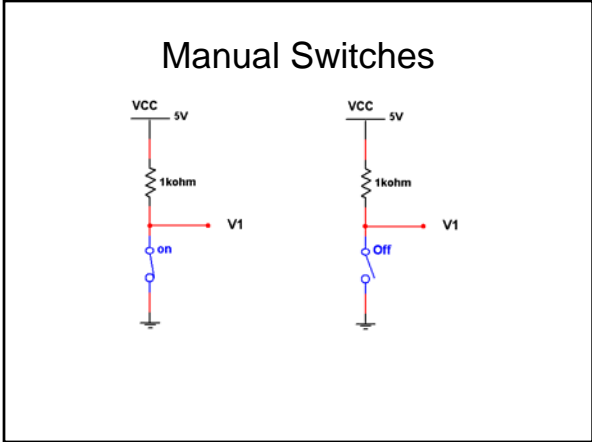 Manual Switches
VCC
5V
1kohm
V1
on
VCC
5V
1kohm
V1
Off